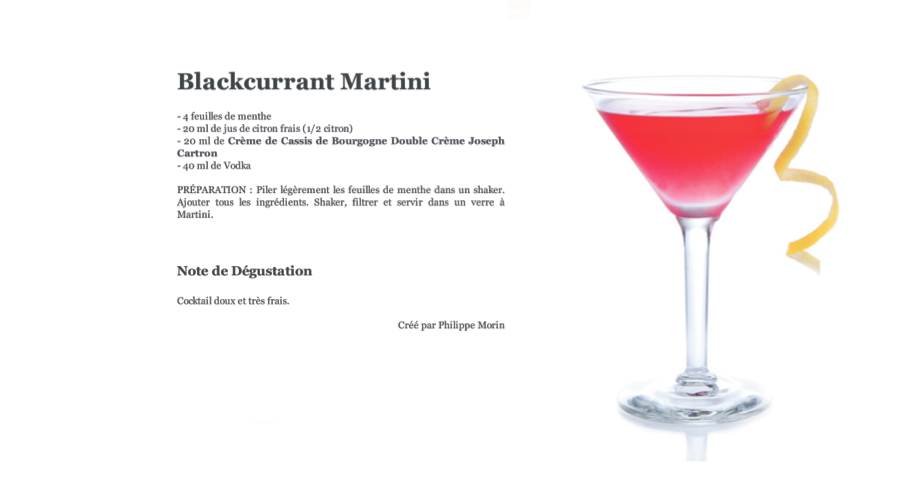 Blackcurrant Martini
- 4 feuilles de menthe
- 20 ml de jus de citron frais (1/2 citron)
- 20 ml de Crème de Cassis de Bourgogne Double Crème Joseph
Cartron
- 40 ml de Vodka
PRÉPARATION : Piler légèrement les feuilles de menthe dans un shaker.
Ajouter tous les ingrédients. Shaker, filtrer et servir dans un verre à
Martini.
Note de Dégustation
Cocktail doux et très frais.
Créé par Philippe Morin